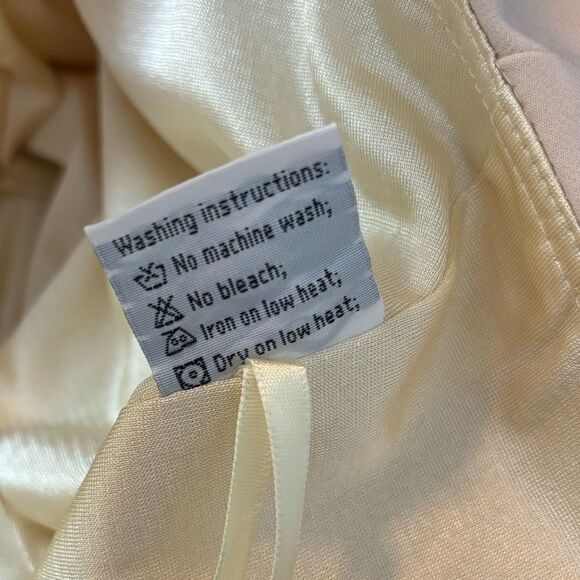 Washing instructions:
No machine wash;
No bleach;
Iron on low heat;
Dry on low heat;